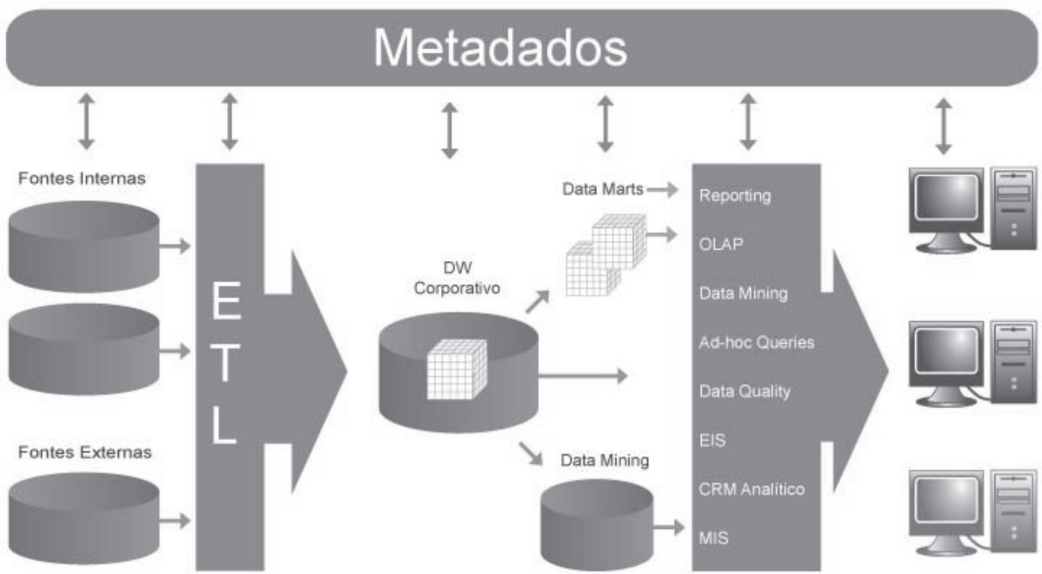 Metadados
Fontes Internas
Fontes Externas
E
T
L
DW
Corporativo
Data Marts
Data Mining
Reporting
OLAP
Data Mining
Ad-hoc Queries
Data Quality
EIS
CRM Analítico
MIS